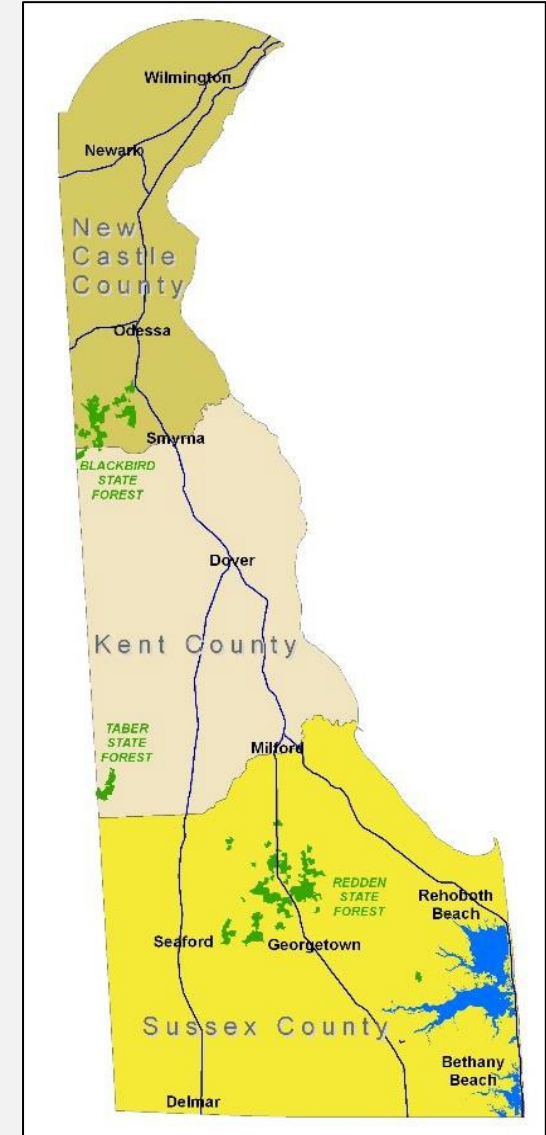 Wilmington
Newark
New
Castle
County
Odessa
Smyrna
BLACKBIRD
STATE
FOREST
Dover
Kent County
TABER
STATE
FOREST
Milford
REDDEN
STATE
FOREST
Rehoboth
Beach
Seaford
Georgetown
Sussex County
Bethany
Beach
Delmar